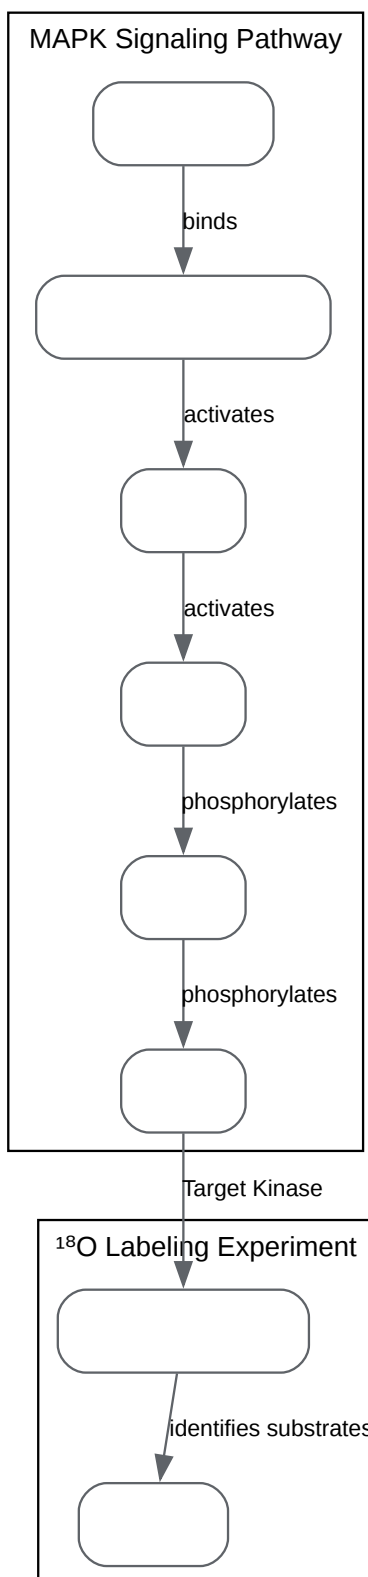 MAPK Signaling Pathway
binds
activates
activates
phosphorylates
phosphorylates
Target Kinase
¹⁸O Labeling Experiment
identifies substrates